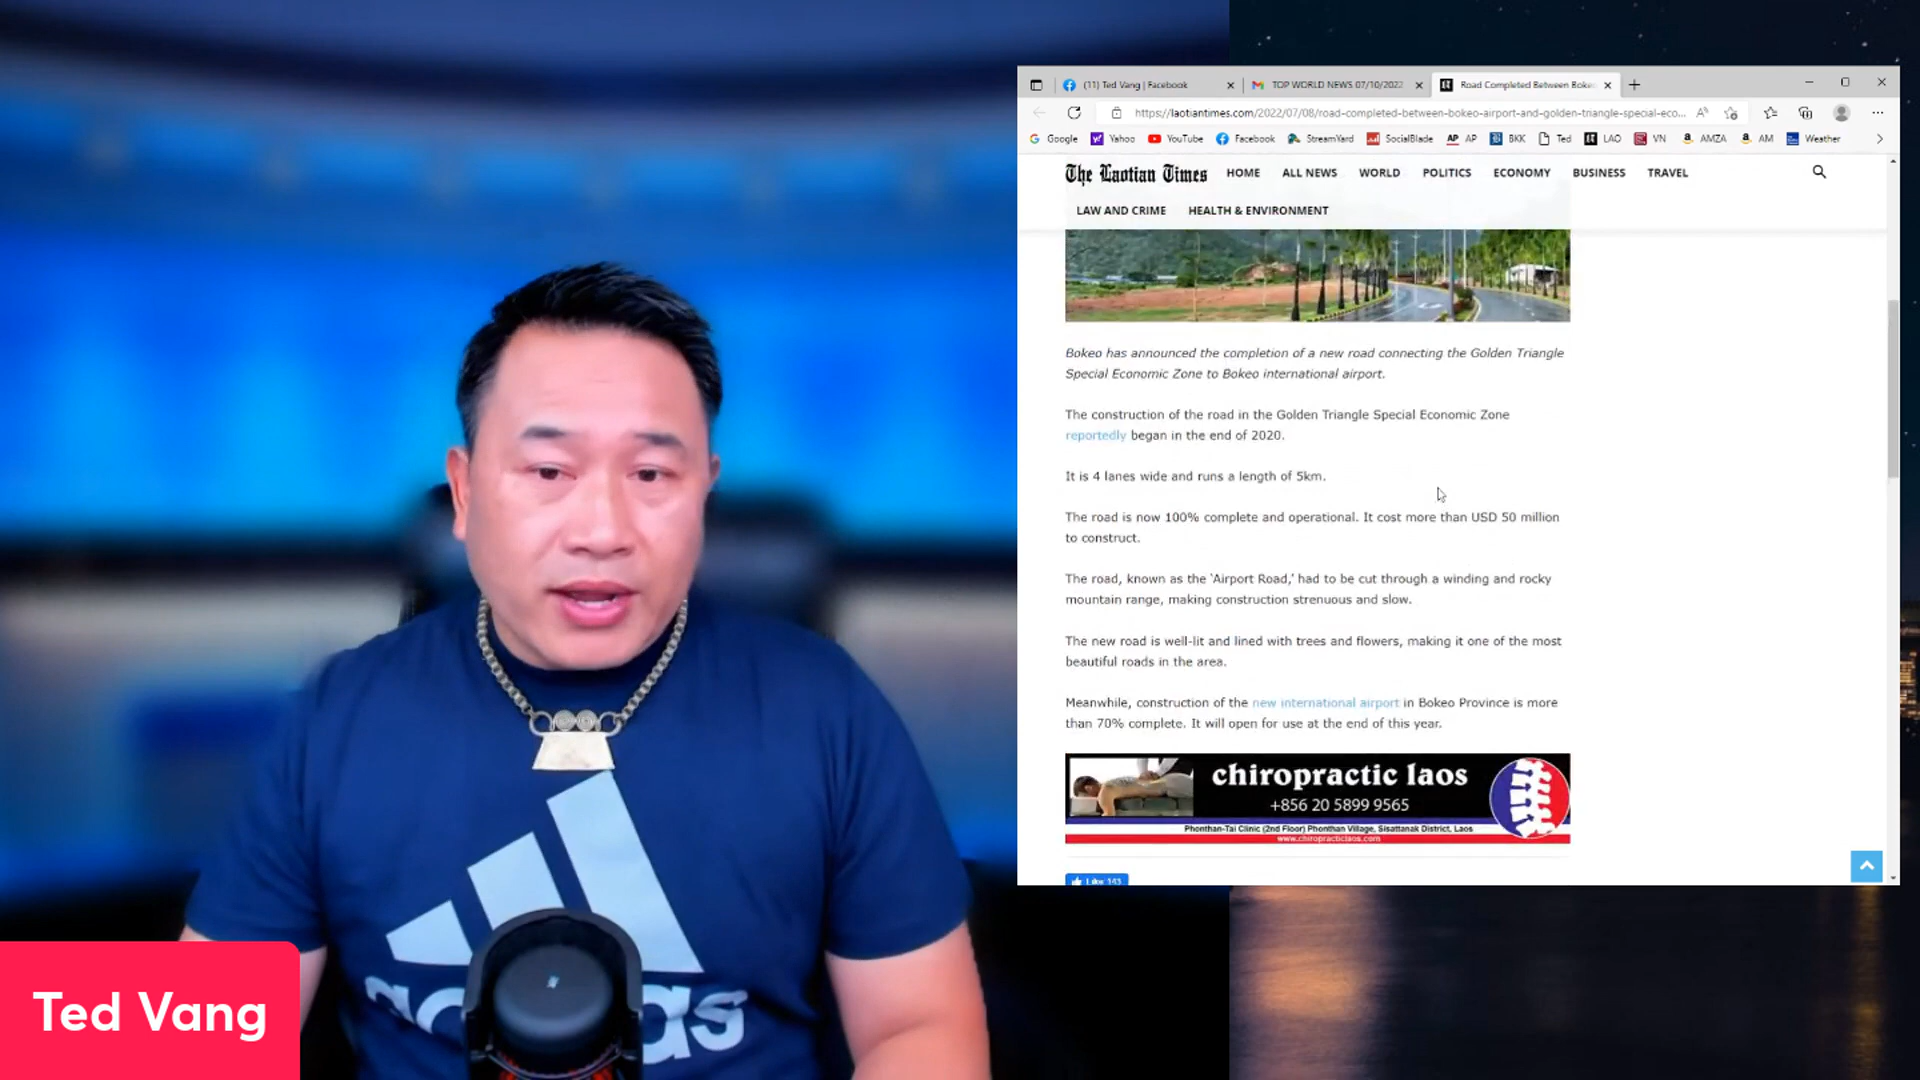 (11) Ted Vang | Facebook
TOP WORLD NEWS 07/10/2022
Road Completed Between Boke
https://laotiantimes.com/2022/07/08/road-completed-between-bokeo-airport-and-golden-triangle-special-eco...
Google Yahoo YouTube Facebook StreamYard SocialBlade AP AP BKK Ted LAO VN AMZA AM Weather
The Laotian Times HOME ALL NEWS WORLD POLITICS ECONOMY BUSINESS TRAVEL
LAW AND CRIME HEALTH & ENVIRONMENT
Bokeo has announced the completion of a new road connecting the Golden Triangle
Special Economic Zone to Bokeo international airport.
The construction of the road in the Golden Triangle Special Economic Zone
reportedly began in the end of 2020.
It is 4 lanes wide and runs a length of 5km.
The road is now 100% complete and operational. It cost more than USD 50 million
to construct.
The road, known as the 'Airport Road,' had to be cut through a winding and rocky
mountain range, making construction strenuous and slow.
The new road is well-lit and lined with trees and flowers, making it one of the most
beautiful roads in the area.
Meanwhile, construction of the new international airport in Bokeo Province is more
than 70% complete. It will open for use at the end of this year.
chiropractic laos
+856 20 5899 9565
Phonthan-Tai Clinic (2nd Floor) Phonthan Village, Sisattanak District, Laos
www.chiropracticlaos.com
Like 143
Ted Vang